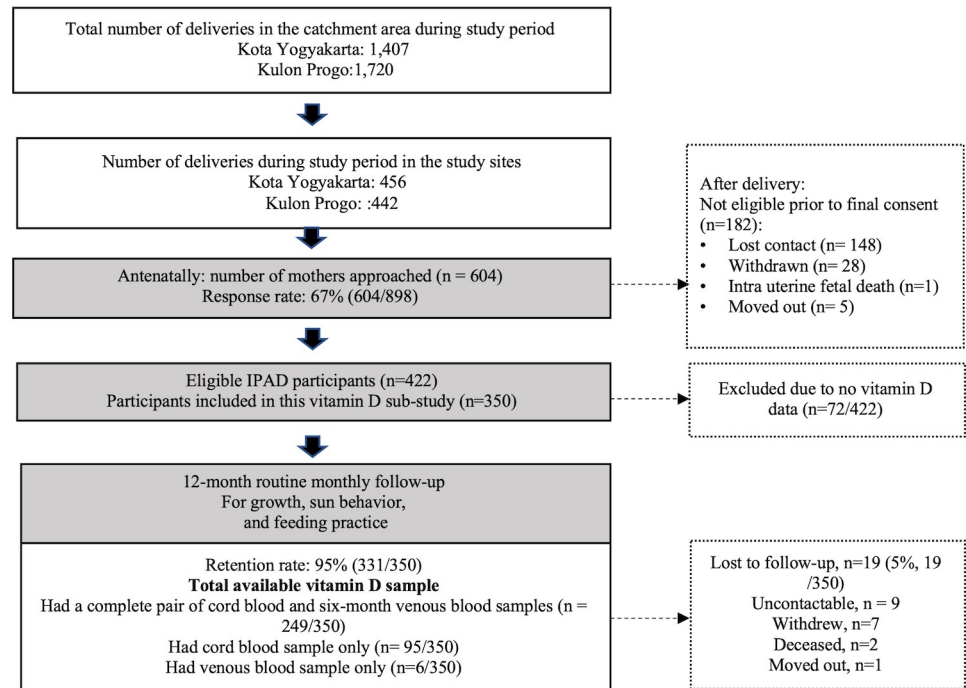 Total number of deliveries in the catchment area during study period
Kota Yogyakarta: 1,407
Kulon Progo:1,720
Number of deliveries during study period in the study sites
Kota Yogyakarta: 456
Kulon Progo: :442
After delivery:
Not eligible prior to final consent
(n=182):
• Lost contact (n= 148)
• Withdrawn (n= 28)
• Intra uterine fetal death (n=1)
• Moved out (n= 5)
Antenatally: number of mothers approached (n = 604)
Response rate: 67% (604/898)
Eligible IPAD participants (n=422)
Participants included in this vitamin D sub-study (n=350)
Excluded due to no vitamin D
data (n=72/422)
12-month routine monthly follow-up
For growth, sun behavior,
and feeding practice
Retention rate: 95% (331/350)
Total available vitamin D sample
Had a complete pair of cord blood and six-month venous blood samples (n =
249/350)
Had cord blood sample only (n= 95/350)
Had venous blood sample only (n=6/350)
Lost to follow-up, n=19 (5%, 19
/350)
Uncontactable, n = 9
Withdrew, n=7
Deceased, n=2
Moved out, n=1